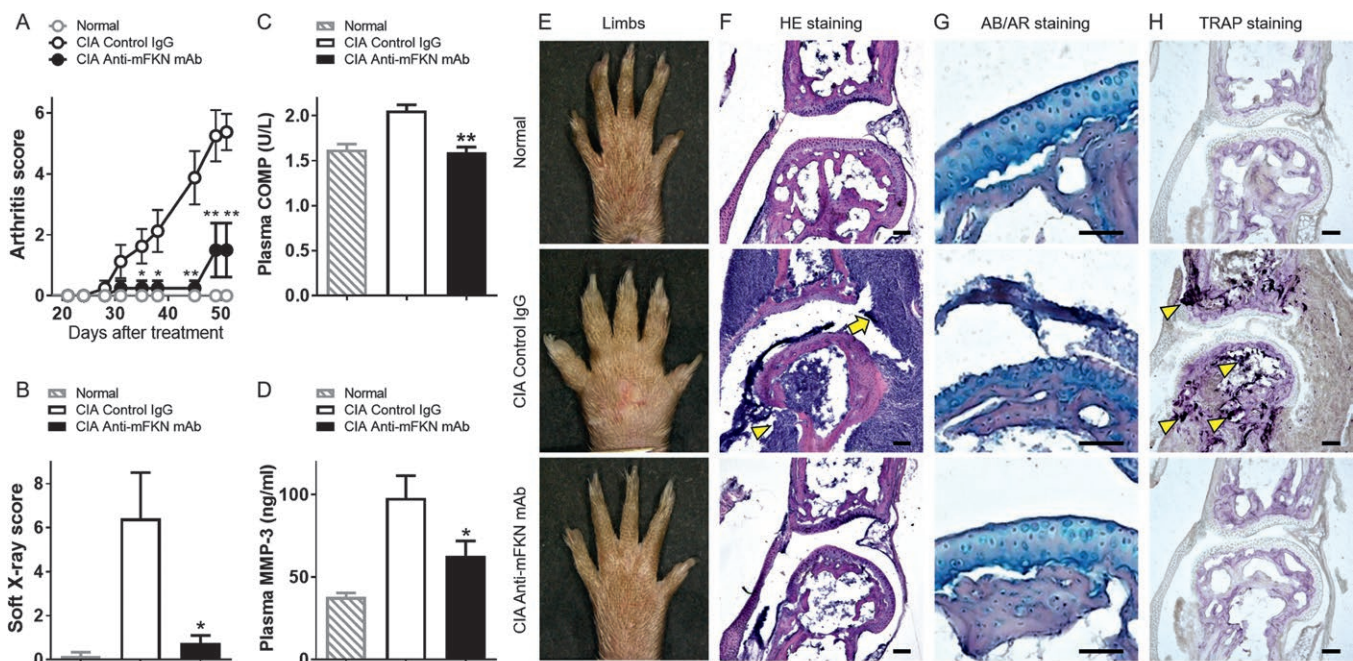 A
Normal
CIA Control IgG
CIA Anti-mFKN mAb
Arthritis score
6
4
2
0
20 30 40 50
Days after treatment
* * ** ** **
B
Normal
CIA Control IgG
CIA Anti-mFKN mAb
Soft X-ray score
8
6
4
2
0
*
C
Normal
CIA Control IgG
CIA Anti-mFKN mAb
Plasma COMP (U/L)
2.0
1.5
1.0
0.5
0.0
**
D
Normal
CIA Control IgG
CIA Anti-mFKN mAb
Plasma MMP-3 (ng/ml)
100
50
0
*
E Limbs
F HE staining
G AB/AR staining
H TRAP staining
Normal
CIA Control IgG
CIA Anti-mFKN mAb